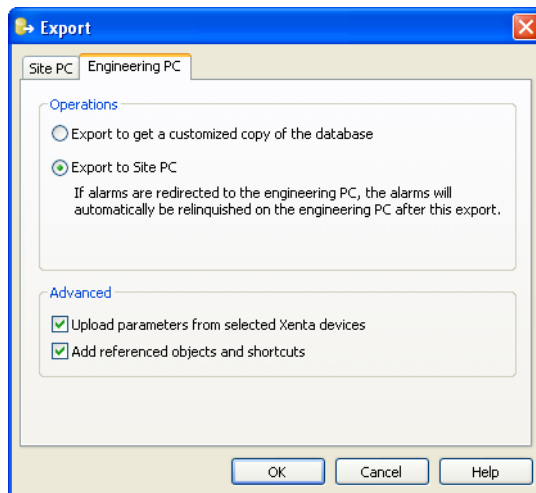 Export
Site PC
Engineering PC
Operations
Export to get a customized copy of the database
Export to Site PC
If alarms are redirected to the engineering PC, the alarms will
automatically be relinquished on the engineering PC after this export.
Advanced
Upload parameters from selected Xenta devices
Add referenced objects and shortcuts
OK
Cancel
Help